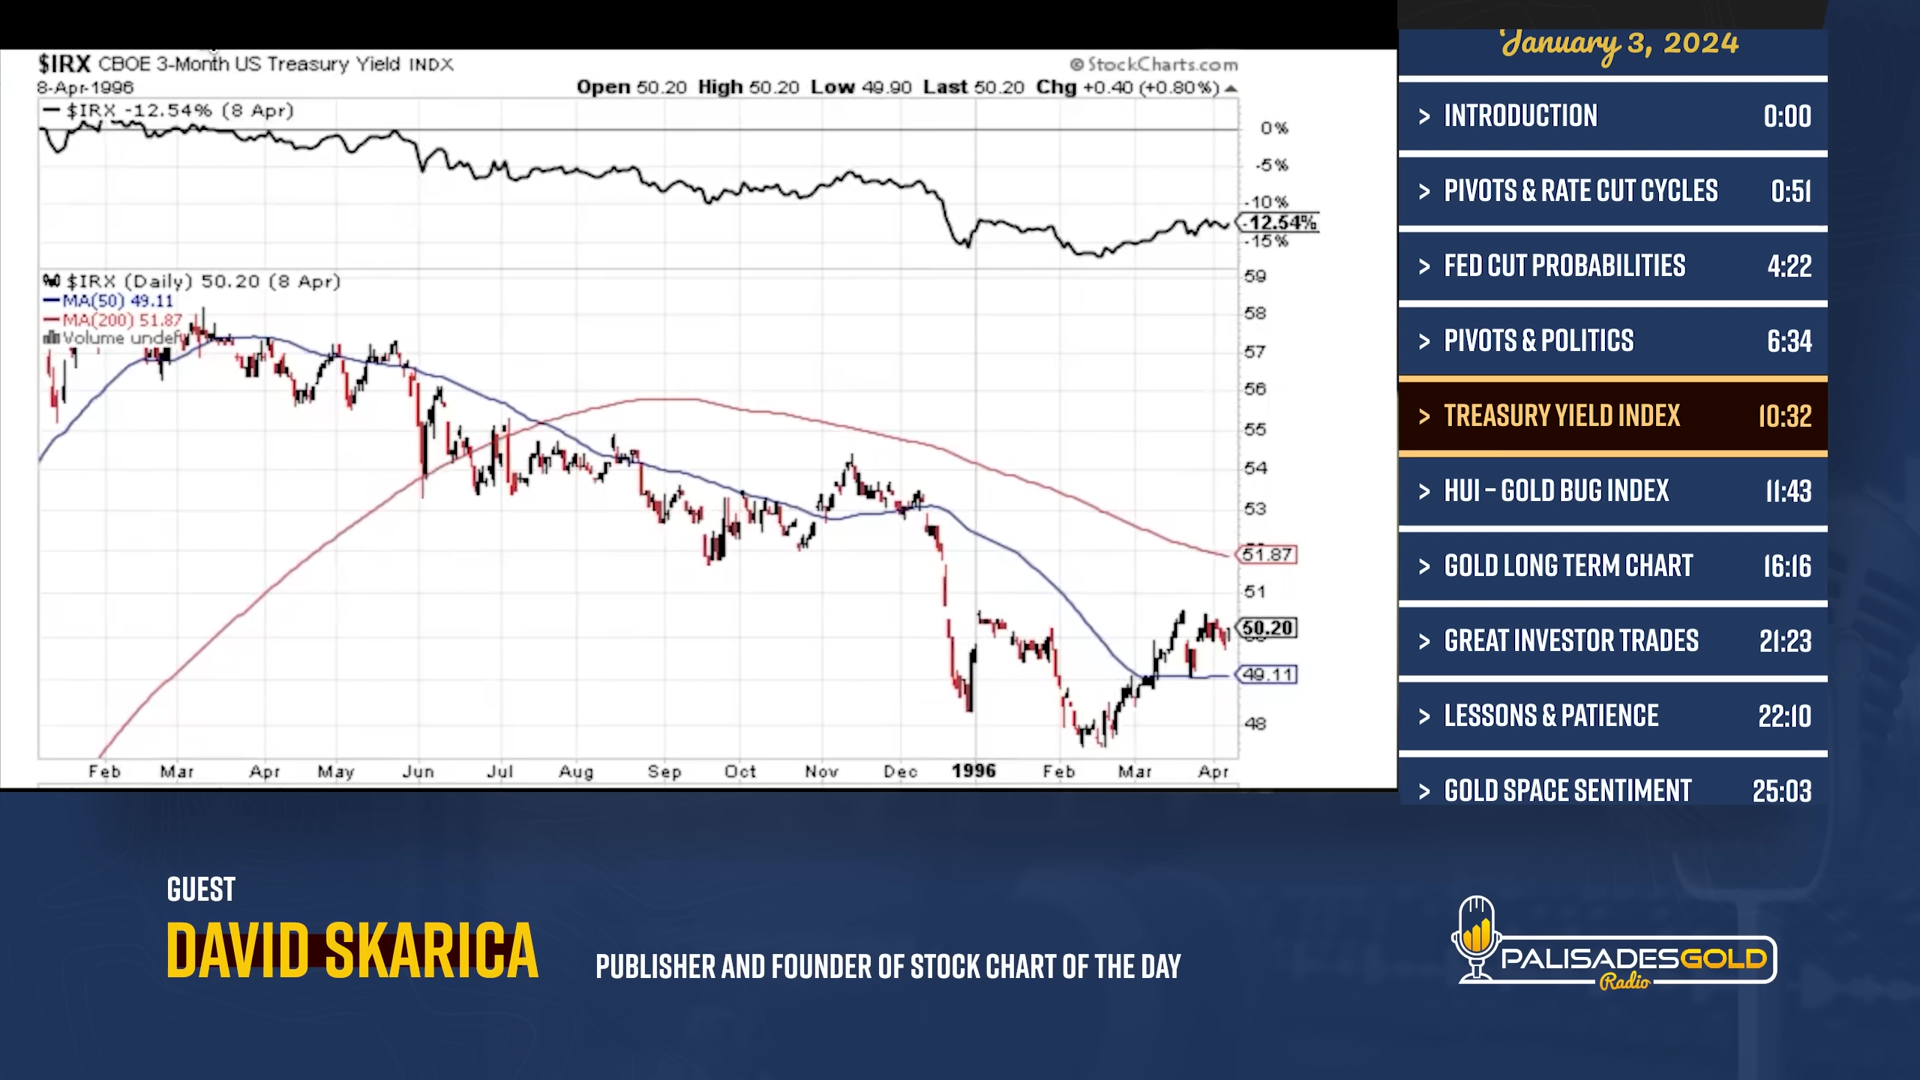 $IRX CBOE 3-Month US Treasury Yield INDX
© StockCharts.com
8-Apr-1996
Open 50.20 High 50.20 Low 49.90 Last 50.20 Chg +0.40 (+0.80%)
$IRX -12.54% (8 Apr)
0%
-5%
-10%
-12.54%
-15%
$IRX (Daily) 50.20 (8 Apr)
MA(50) 49.11
MA(200) 51.87
Volume undef
59
58
57
56
55
54
53
51.87
51
50.20
49.11
48
Feb Mar Apr May Jun Jul Aug Sep Oct Nov Dec 1996 Feb Mar Apr
January 3, 2024
> INTRODUCTION 0:00
> PIVOTS & RATE CUT CYCLES 0:51
> FED CUT PROBABILITIES 4:22
> PIVOTS & POLITICS 6:34
> TREASURY YIELD INDEX 10:32
> HUI – GOLD BUG INDEX 11:43
> GOLD LONG TERM CHART 16:16
> GREAT INVESTOR TRADES 21:23
> LESSONS & PATIENCE 22:10
> GOLD SPACE SENTIMENT 25:03
GUEST
DAVID SKARICA
PUBLISHER AND FOUNDER OF STOCK CHART OF THE DAY
PALISADESGOLD
Radio